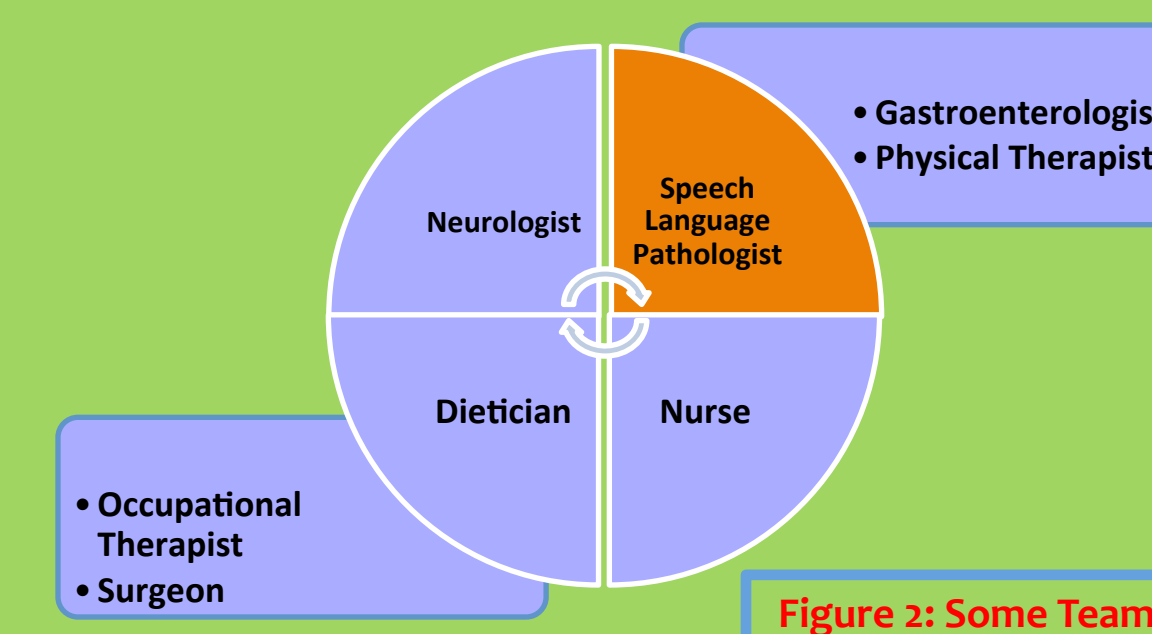 • Gastroenterologis
• Physical Therapist
Speech
Language
Pathologist
Neurologist
Dietician
Nurse
• Occupational
Therapist
• Surgeon
Figure 2: Some Team